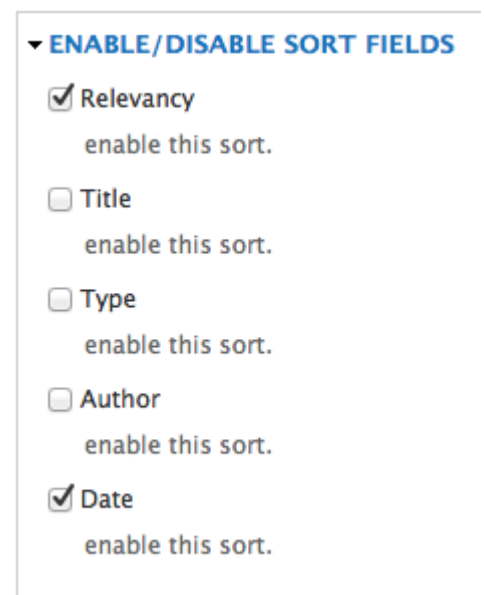 ENABLE/DISABLE SORT FIELDS
Relevancy
enable this sort.
Title
enable this sort.
Type
enable this sort.
Author
enable this sort.
Date
enable this sort.